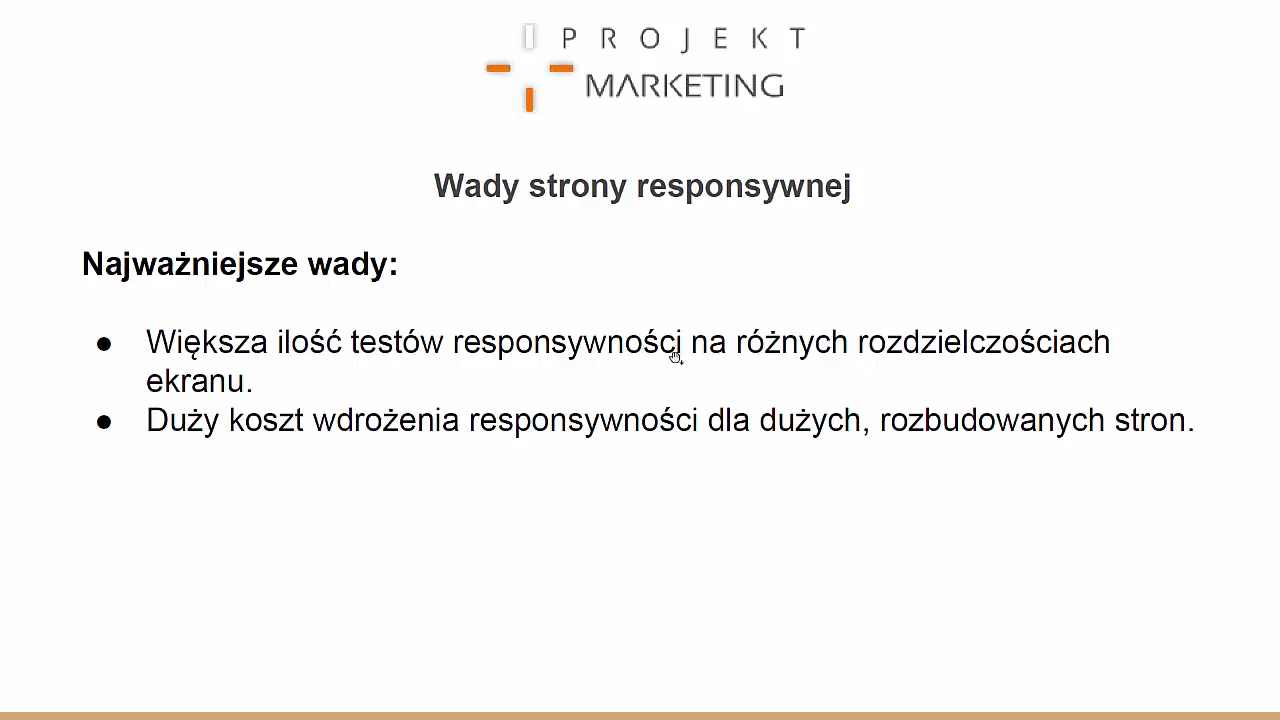 PROJEKT
MARKETING
Wady strony responsywnej
Najważniejsze wady:
● Większa ilość testów responsywności na różnych rozdzielczościach
ekranu.
● Duży koszt wdrożenia responsywności dla dużych, rozbudowanych stron.